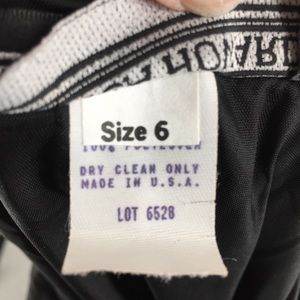 Size 6
100% POLYESTER
DRY CLEAN ONLY
MADE IN U.S.A.
LOT 6528